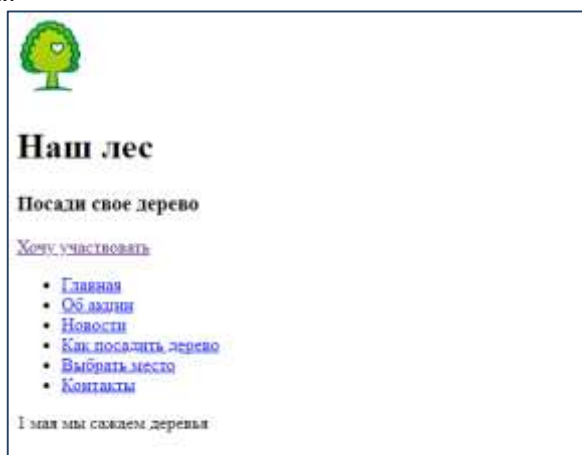 Наш лес
Посади свое дерево
Хочу участвовать
Главная
Об акции
Новости
Как посадить дерево
Выбрать место
Контакты
1 мая мы сажаем деревья